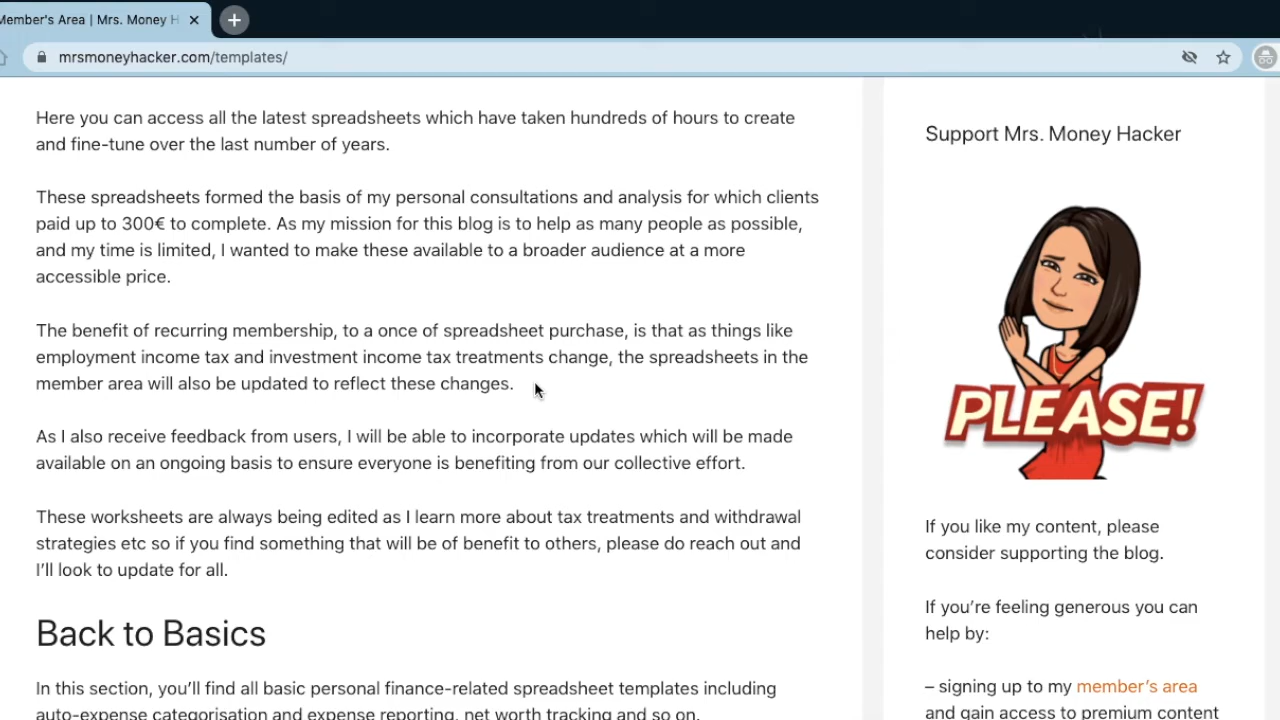 Member's Area | Mrs. Money H
mrsmoneyhacker.com/templates/
Here you can access all the latest spreadsheets which have taken hundreds of hours to create
and fine-tune over the last number of years.
These spreadsheets formed the basis of my personal consultations and analysis for which clients
paid up to 300€ to complete. As my mission for this blog is to help as many people as possible,
and my time is limited, I wanted to make these available to a broader audience at a more
accessible price.
The benefit of recurring membership, to a once of spreadsheet purchase, is that as things like
employment income tax and investment income tax treatments change, the spreadsheets in the
member area will also be updated to reflect these changes.
As I also receive feedback from users, I will be able to incorporate updates which will be made
available on an ongoing basis to ensure everyone is benefiting from our collective effort.
These worksheets are always being edited as I learn more about tax treatments and withdrawal
strategies etc so if you find something that will be of benefit to others, please do reach out and
I'll look to update for all.
Back to Basics
In this section, you'll find all basic personal finance-related spreadsheet templates including
auto-expense categorisation and expense reporting, net worth tracking and so on.
Support Mrs. Money Hacker
PLEASE!
If you like my content, please
consider supporting the blog.
If you're feeling generous you can
help by:
– signing up to my member's area
and gain access to premium content